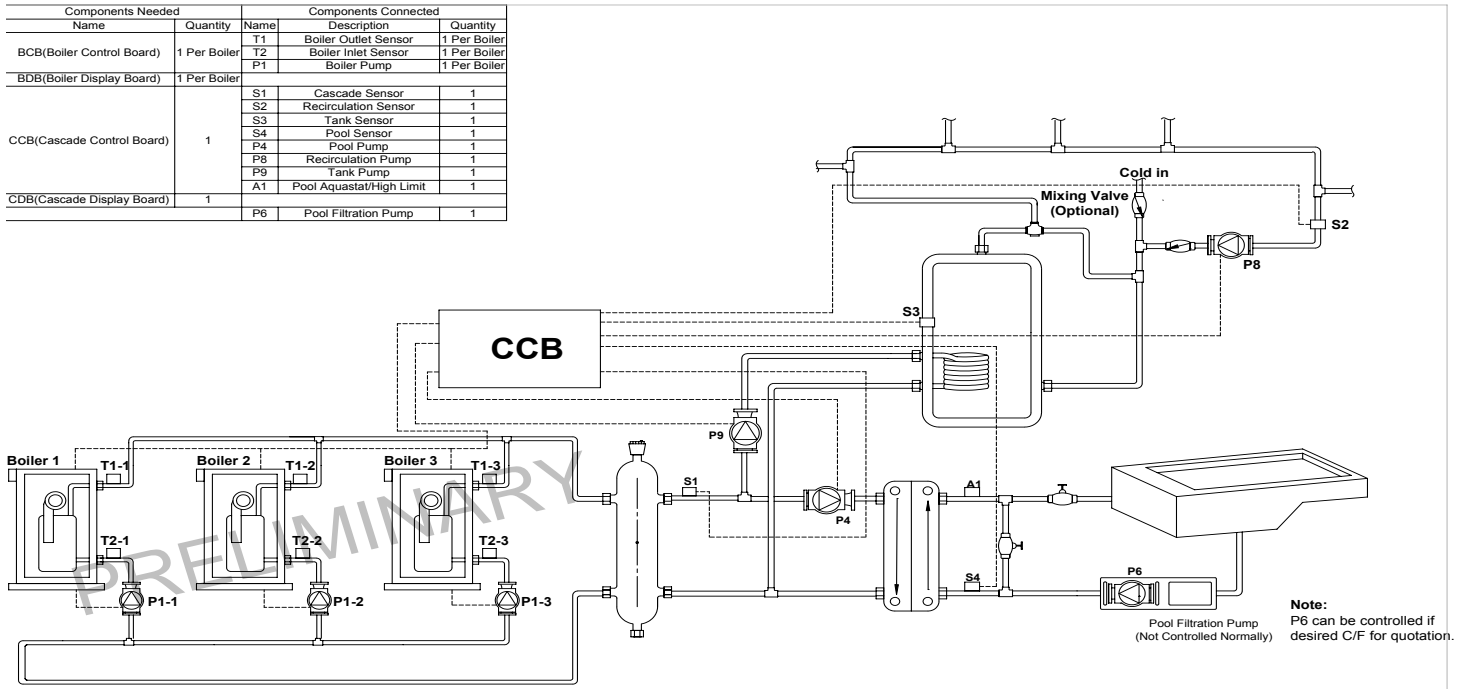 Components Needed Components Connected
Name Quantity Name Description Quantity
BCB(Boiler Control Board) 1 Per Boiler T1 Boiler Outlet Sensor 1 Per Boiler
T2 Boiler Inlet Sensor 1 Per Boiler
P1 Boiler Pump 1 Per Boiler
BDB(Boiler Display Board) 1 Per Boiler
CCB(Cascade Control Board) 1 S1 Cascade Sensor 1
S2 Recirculation Sensor 1
S3 Tank Sensor 1
S4 Pool Sensor 1
P4 Pool Pump 1
P8 Recirculation Pump 1
P9 Tank Pump 1
A1 Pool Aquastat/High Limit 1
CDB(Cascade Display Board) 1
P6 Pool Filtration Pump 1
Cold in
Mixing Valve
(Optional)
S2
P8
S3
CCB
P9
Boiler 1 T1-1 Boiler 2 T1-2 Boiler 3 T1-3
S1 A1
P4
T2-1 T2-2 T2-3
P1-1 P1-2 P1-3
S4 P6
PRELIMINARY
Pool Filtration Pump
(Not Controlled Normally)
Note:
P6 can be controlled if
desired C/F for quotation.